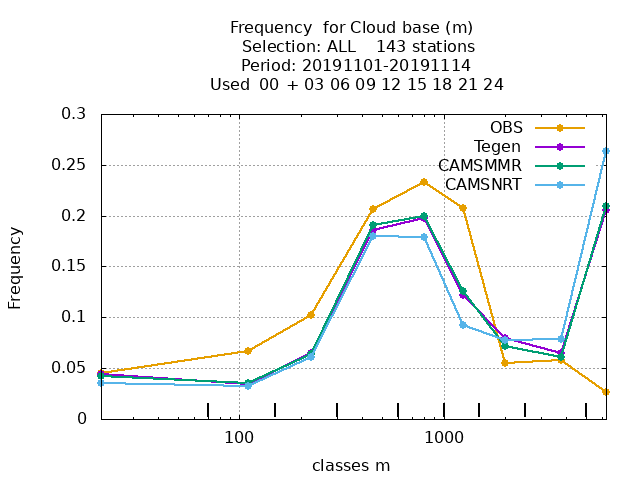 Frequency  for Cloud base (m)
Selection: ALL    143 stations
Period: 20191101-20191114
Used  00 + 03 06 09 12 15 18 21 24
0.3
0.25
0.2
0.15
0.1
0.05
0
Frequency
OBS
Tegen
CAMSMMR
CAMSNRT
100
1000
classes m